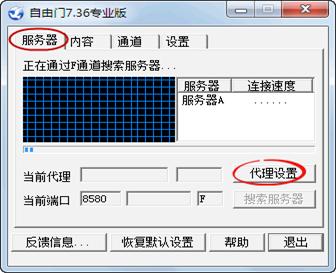 自由门7.36专业版
服务器 内容 通道 设置
正在通过F通道搜索服务器...
服务器 连接速度
服务器A ......
当前代理 代理设置
当前端口 8580 F 搜索服务器
反馈信息... 恢复默认设置 帮助 退出